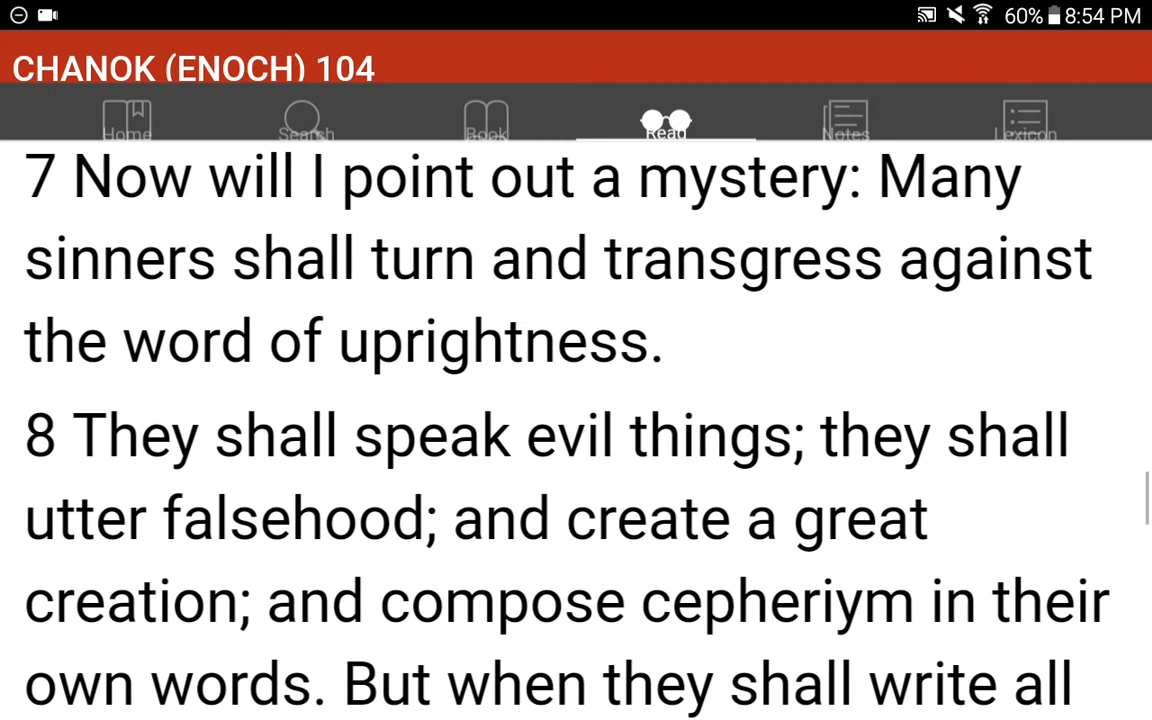 60% 8:54 PM
CHANOK (ENOCH) 104
Home Search Book Read Notes Lexicon
7 Now will I point out a mystery: Many
sinners shall turn and transgress against
the word of uprightness.
8 They shall speak evil things; they shall
utter falsehood; and create a great
creation; and compose cepheriym in their
own words. But when they shall write all